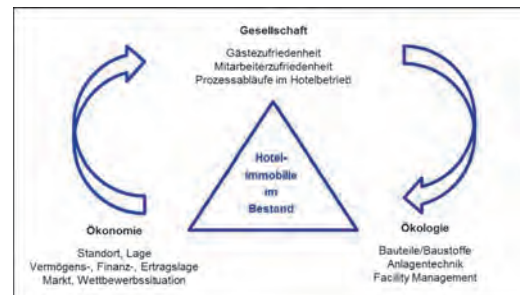 Gesellschaft
Gästezufriedenheit
Mitarbeiterzufriedenheit
Prozessabläufe im Hotelbetrieb
Hotel-
immobilie
im
Bestand
Ökonomie
Standort, Lage
Vermögens-, Finanz-, Ertragslage
Markt, Wettbewerbssituation
Ökologie
Bauteile/Baustoffe
Anlagentechnik
Facility Management